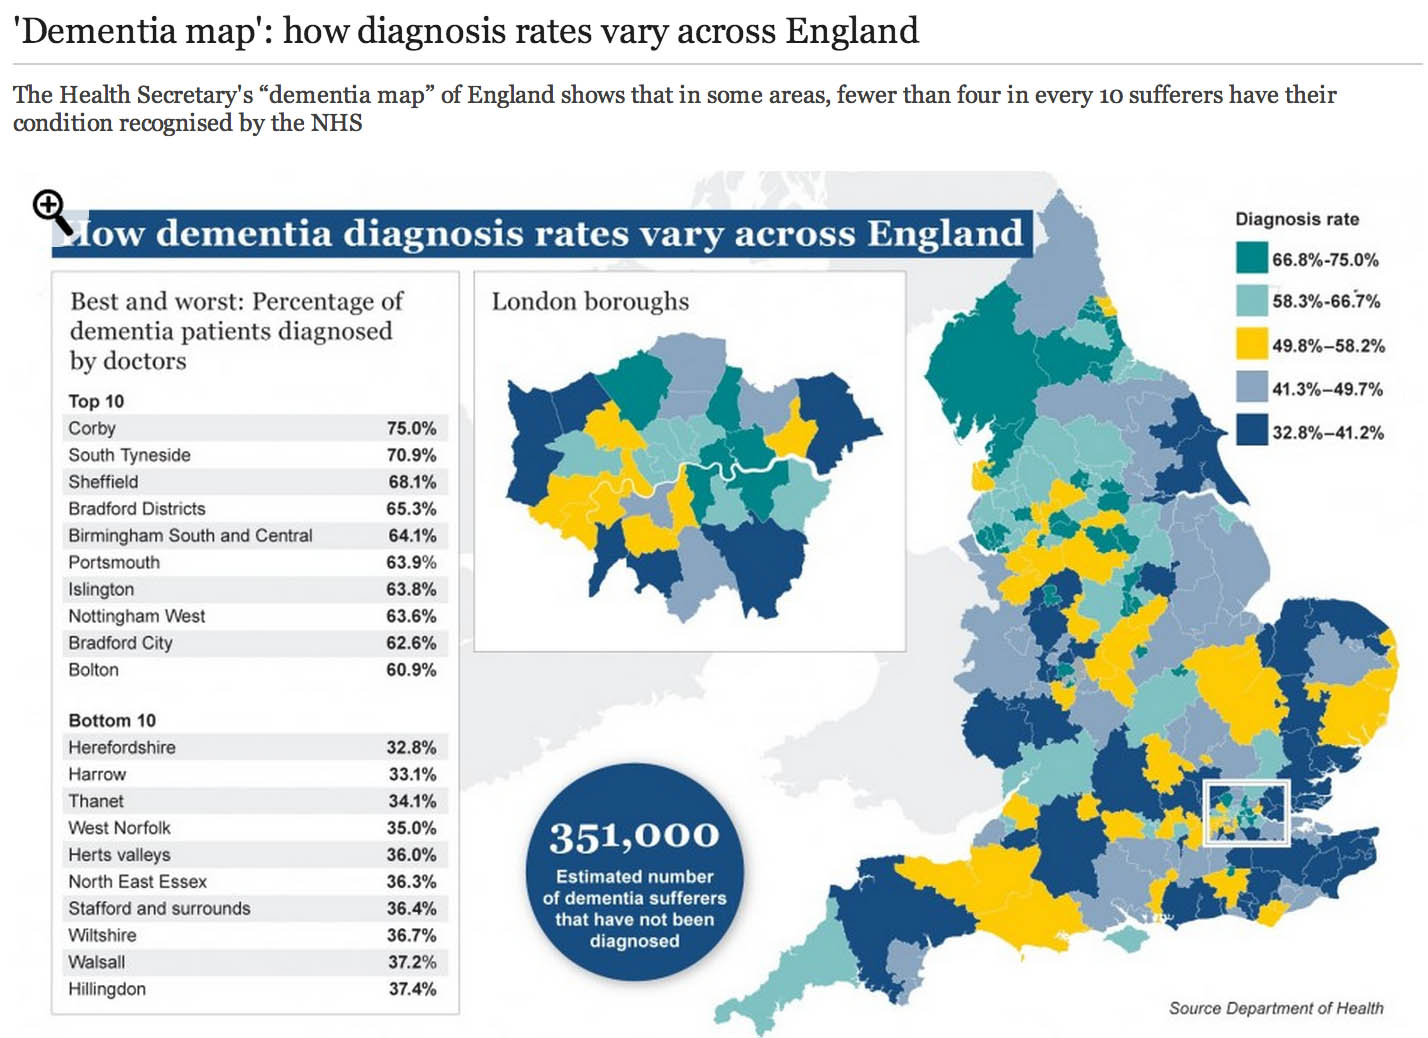 'Dementia map': how diagnosis rates vary across England
The Health Secretary's “dementia map” of England shows that in some areas, fewer than four in every 10 sufferers have their
condition recognised by the NHS
How dementia diagnosis rates vary across England
Best and worst: Percentage of
dementia patients diagnosed
by doctors
Top 10
Corby 75.0%
South Tyneside 70.9%
Sheffield 68.1%
Bradford Districts 65.3%
Birmingham South and Central 64.1%
Portsmouth 63.9%
Islington 63.8%
Nottingham West 63.6%
Bradford City 62.6%
Bolton 60.9%
Bottom 10
Herefordshire 32.8%
Harrow 33.1%
Thanet 34.1%
West Norfolk 35.0%
Herts valleys 36.0%
North East Essex 36.3%
Stafford and surrounds 36.4%
Wiltshire 36.7%
Walsall 37.2%
Hillingdon 37.4%
London boroughs
351,000
Estimated number
of dementia sufferers
that have not been
diagnosed
Diagnosis rate
66.8%-75.0%
58.3%-66.7%
49.8%–58.2%
41.3%–49.7%
32.8%–41.2%
Source Department of Health